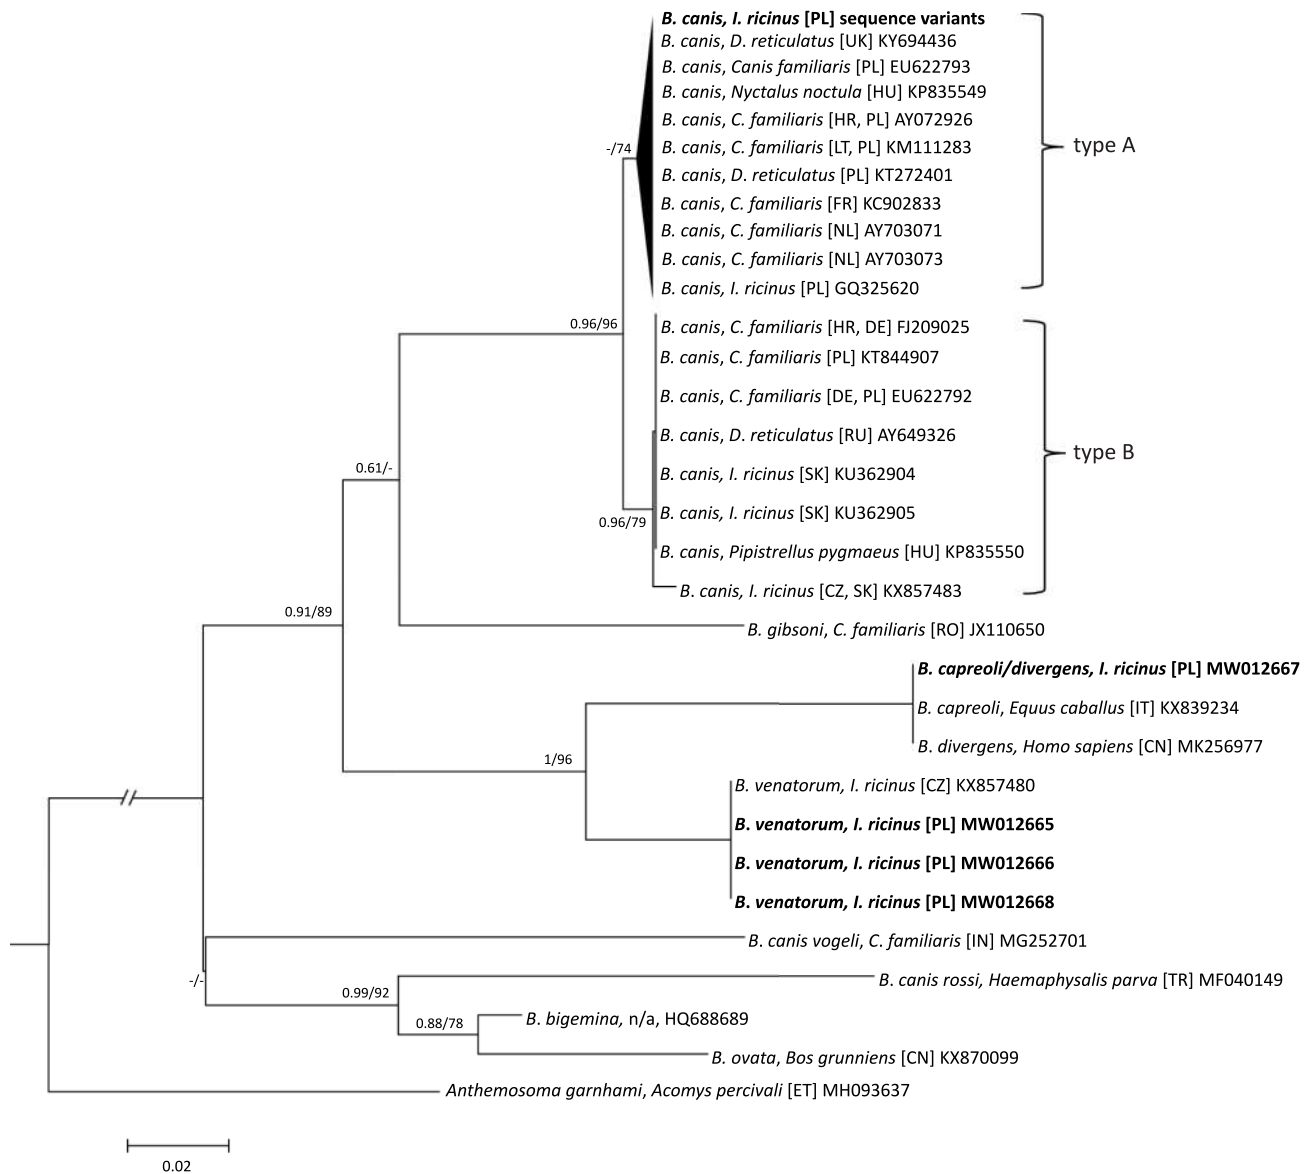 B. canis, I. ricinus [PL] sequence variants
B. canis, D. reticulatus [UK] KY694436
B. canis, Canis familiaris [PL] EU622793
B. canis, Nyctalus noctula [HU] KP835549
B. canis, C. familiaris [HR, PL] AY072926
-/74
B. canis, C. familiaris [LT, PL] KM111283
type A
B. canis, D. reticulatus [PL] KT272401
B. canis, C. familiaris [FR] KC902833
B. canis, C. familiaris [NL] AY703071
B. canis, C. familiaris [NL] AY703073
B. canis, I. ricinus [PL] GQ325620
0.96/96
B. canis, C. familiaris [HR, DE] FJ209025
B. canis, C. familiaris [PL] KT844907
B. canis, C. familiaris [DE, PL] EU622792
B. canis, D. reticulatus [RU] AY649326
type B
0.61/-
B. canis, I. ricinus [SK] KU362904
B. canis, I. ricinus [SK] KU362905
0.96/79
B. canis, Pipistrellus pygmaeus [HU] KP835550
B. canis, I. ricinus [CZ, SK] KX857483
0.91/89
B. gibsoni, C. familiaris [RO] JX110650
B. capreoli/divergens, I. ricinus [PL] MW012667
B. capreoli, Equus caballus [IT] KX839234
B. divergens, Homo sapiens [CN] MK256977
1/96
B. venatorum, I. ricinus [CZ] KX857480
B. venatorum, I. ricinus [PL] MW012665
B. venatorum, I. ricinus [PL] MW012666
B. venatorum, I. ricinus [PL] MW012668
B. canis vogeli, C. familiaris [IN] MG252701
-/-
B. canis rossi, Haemaphysalis parva [TR] MF040149
0.99/92
B. bigemina, n/a, HQ688689
0.88/78
B. ovata, Bos grunniens [CN] KX870099
Anthemosoma garnhami, Acomys percivali [ET] MH093637
0.02